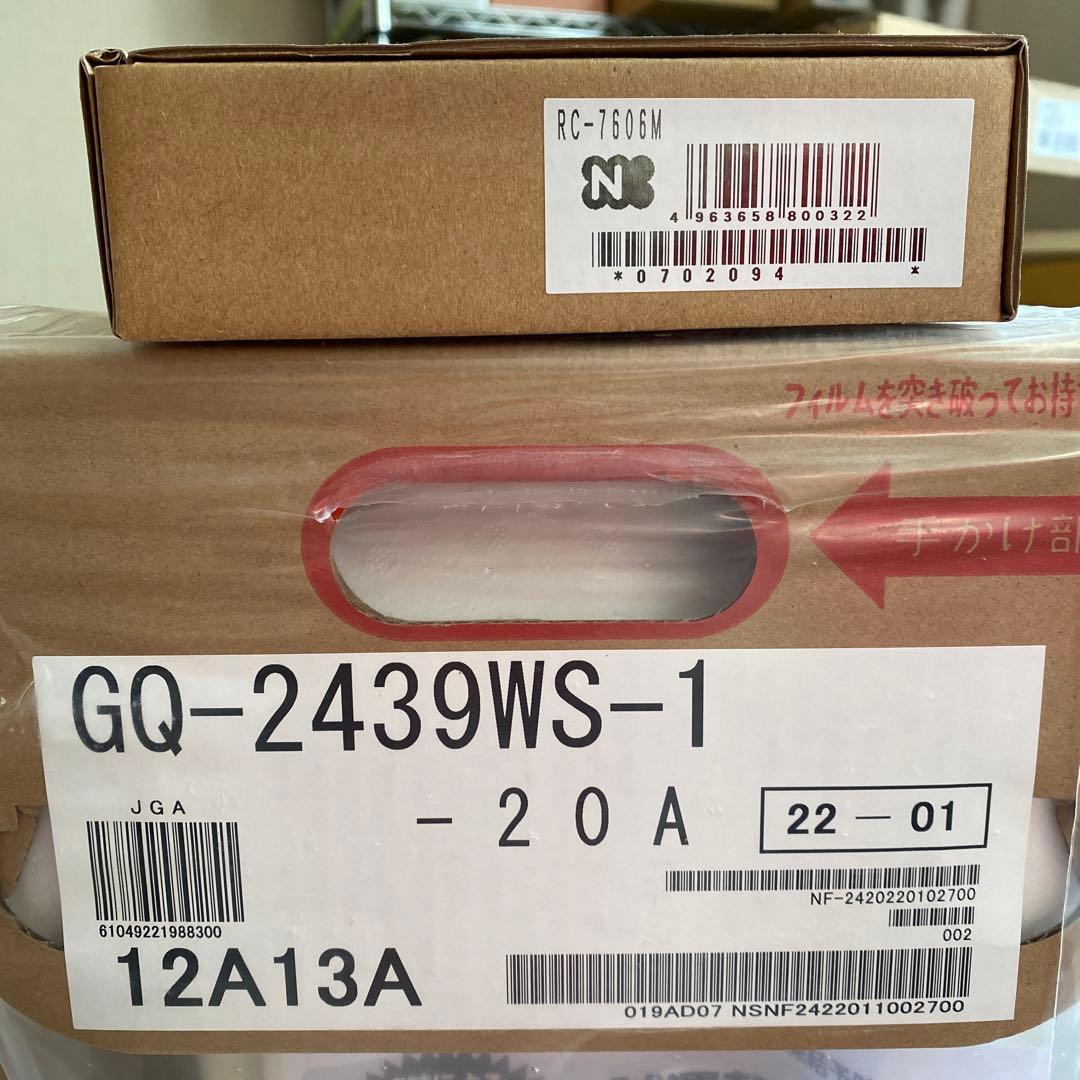 RC-7606M
N
4 963658 800322
*0702094 *
フィルムを突き破ってお持
手かけ部
GQ-2439WS-1
JGA
-20A
22-01
61049221988300
NF-2420220102700
002
12A13A
019AD07 NSNF2422011002700